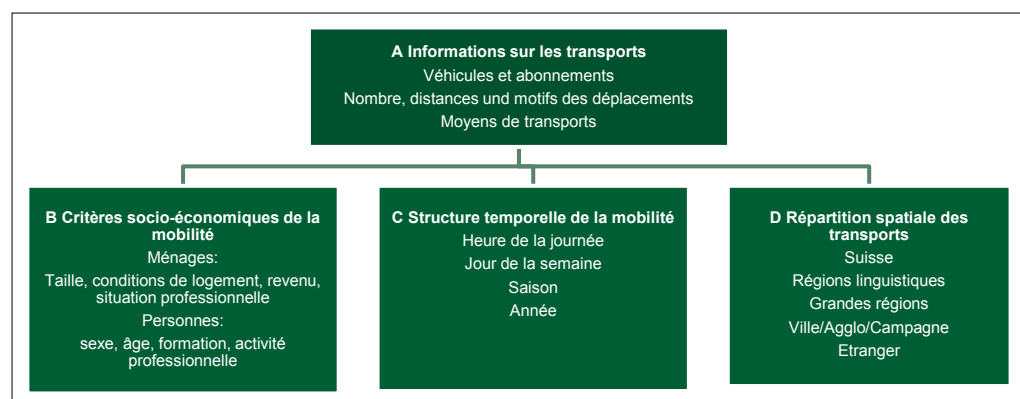 A Informations sur les transports
Véhicules et abonnements
Nombre, distances und motifs des déplacements
Moyens de transports
B Critères socio-économiques de la
mobilité
Ménages:
Taille, conditions de logement, revenu,
situation professionnelle
Personnes:
sexe, âge, formation, activité
professionnelle
C Structure temporelle de la mobilité
Heure de la journée
Jour de la semaine
Saison
Année
D Répartition spatiale des
transports
Suisse
Régions linguistiques
Grandes régions
Ville/Agglo/Campagne
Etranger